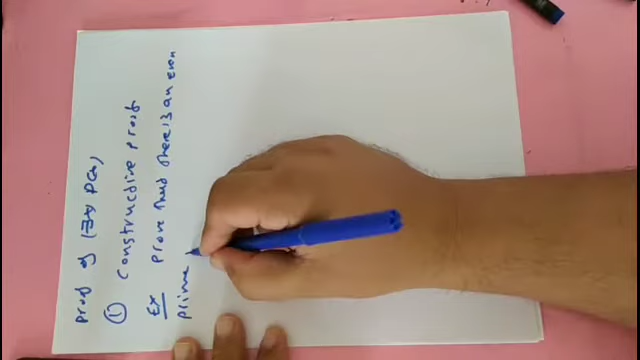 Proof of (∃x) P(x)
① Constructive proof
Ex Prove that there is an even
prime